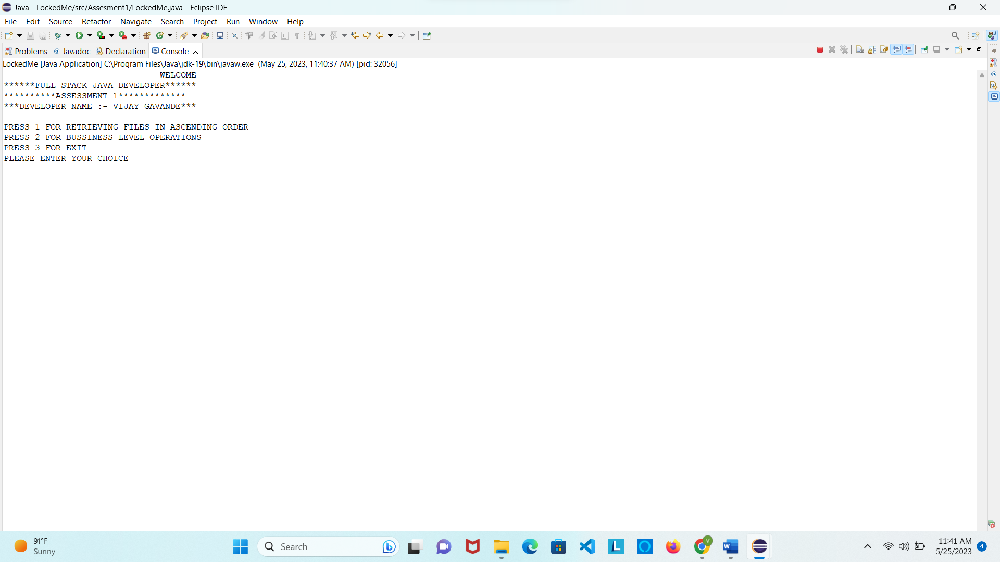 Java - LockedMe/src/Assesment1/LockedMe.java - Eclipse IDE
File Edit Source Refactor Navigate Search Project Run Window Help
Problems @ Javadoc Declaration Console
LockedMe [Java Application] C:\Program Files\Java\jdk-19\bin\javaw.exe (May 25, 2023, 11:40:37 AM) [pid: 32056]
------------------------------WELCOME-------------------------------
******FULL STACK JAVA DEVELOPER******
**********ASSESSMENT 1*************
***DEVELOPER NAME :- VIJAY GAVANDE***
-------------------------------------------------------------
PRESS 1 FOR RETRIEVING FILES IN ASCENDING ORDER
PRESS 2 FOR BUSSINESS LEVEL OPERATIONS
PRESS 3 FOR EXIT
PLEASE ENTER YOUR CHOICE
91°F
Sunny
Search
L
V
W
11:41 AM
5/25/2023
4